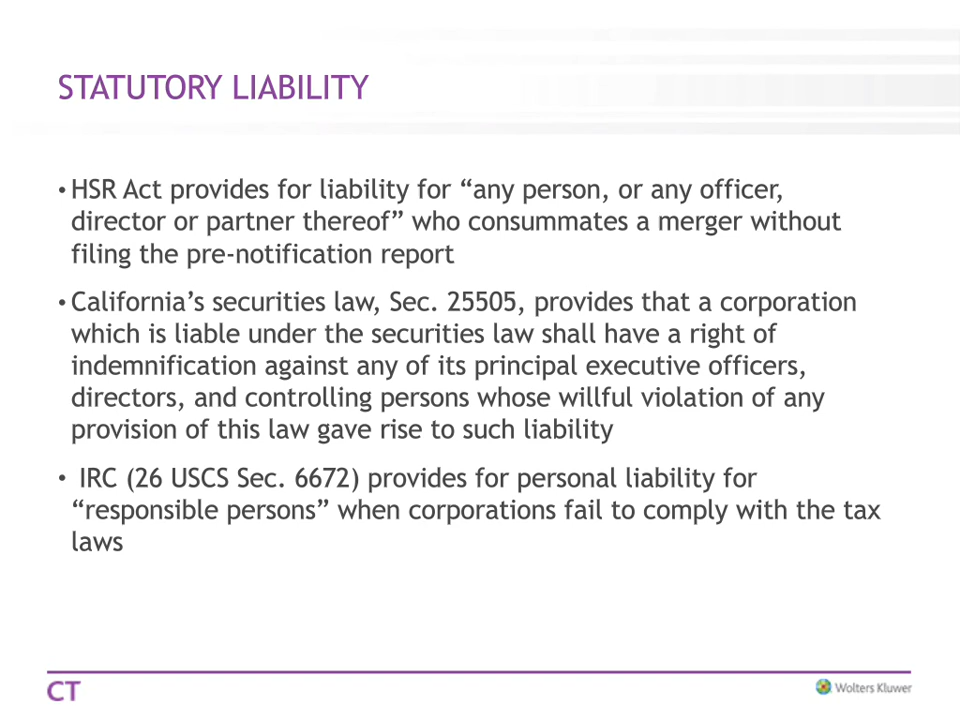 STATUTORY LIABILITY
• HSR Act provides for liability for “any person, or any officer,
director or partner thereof” who consummates a merger without
filing the pre-notification report
• California’s securities law, Sec. 25505, provides that a corporation
which is liable under the securities law shall have a right of
indemnification against any of its principal executive officers,
directors, and controlling persons whose willful violation of any
provision of this law gave rise to such liability
• IRC (26 USCS Sec. 6672) provides for personal liability for
“responsible persons” when corporations fail to comply with the tax
laws
CT
Wolters Kluwer